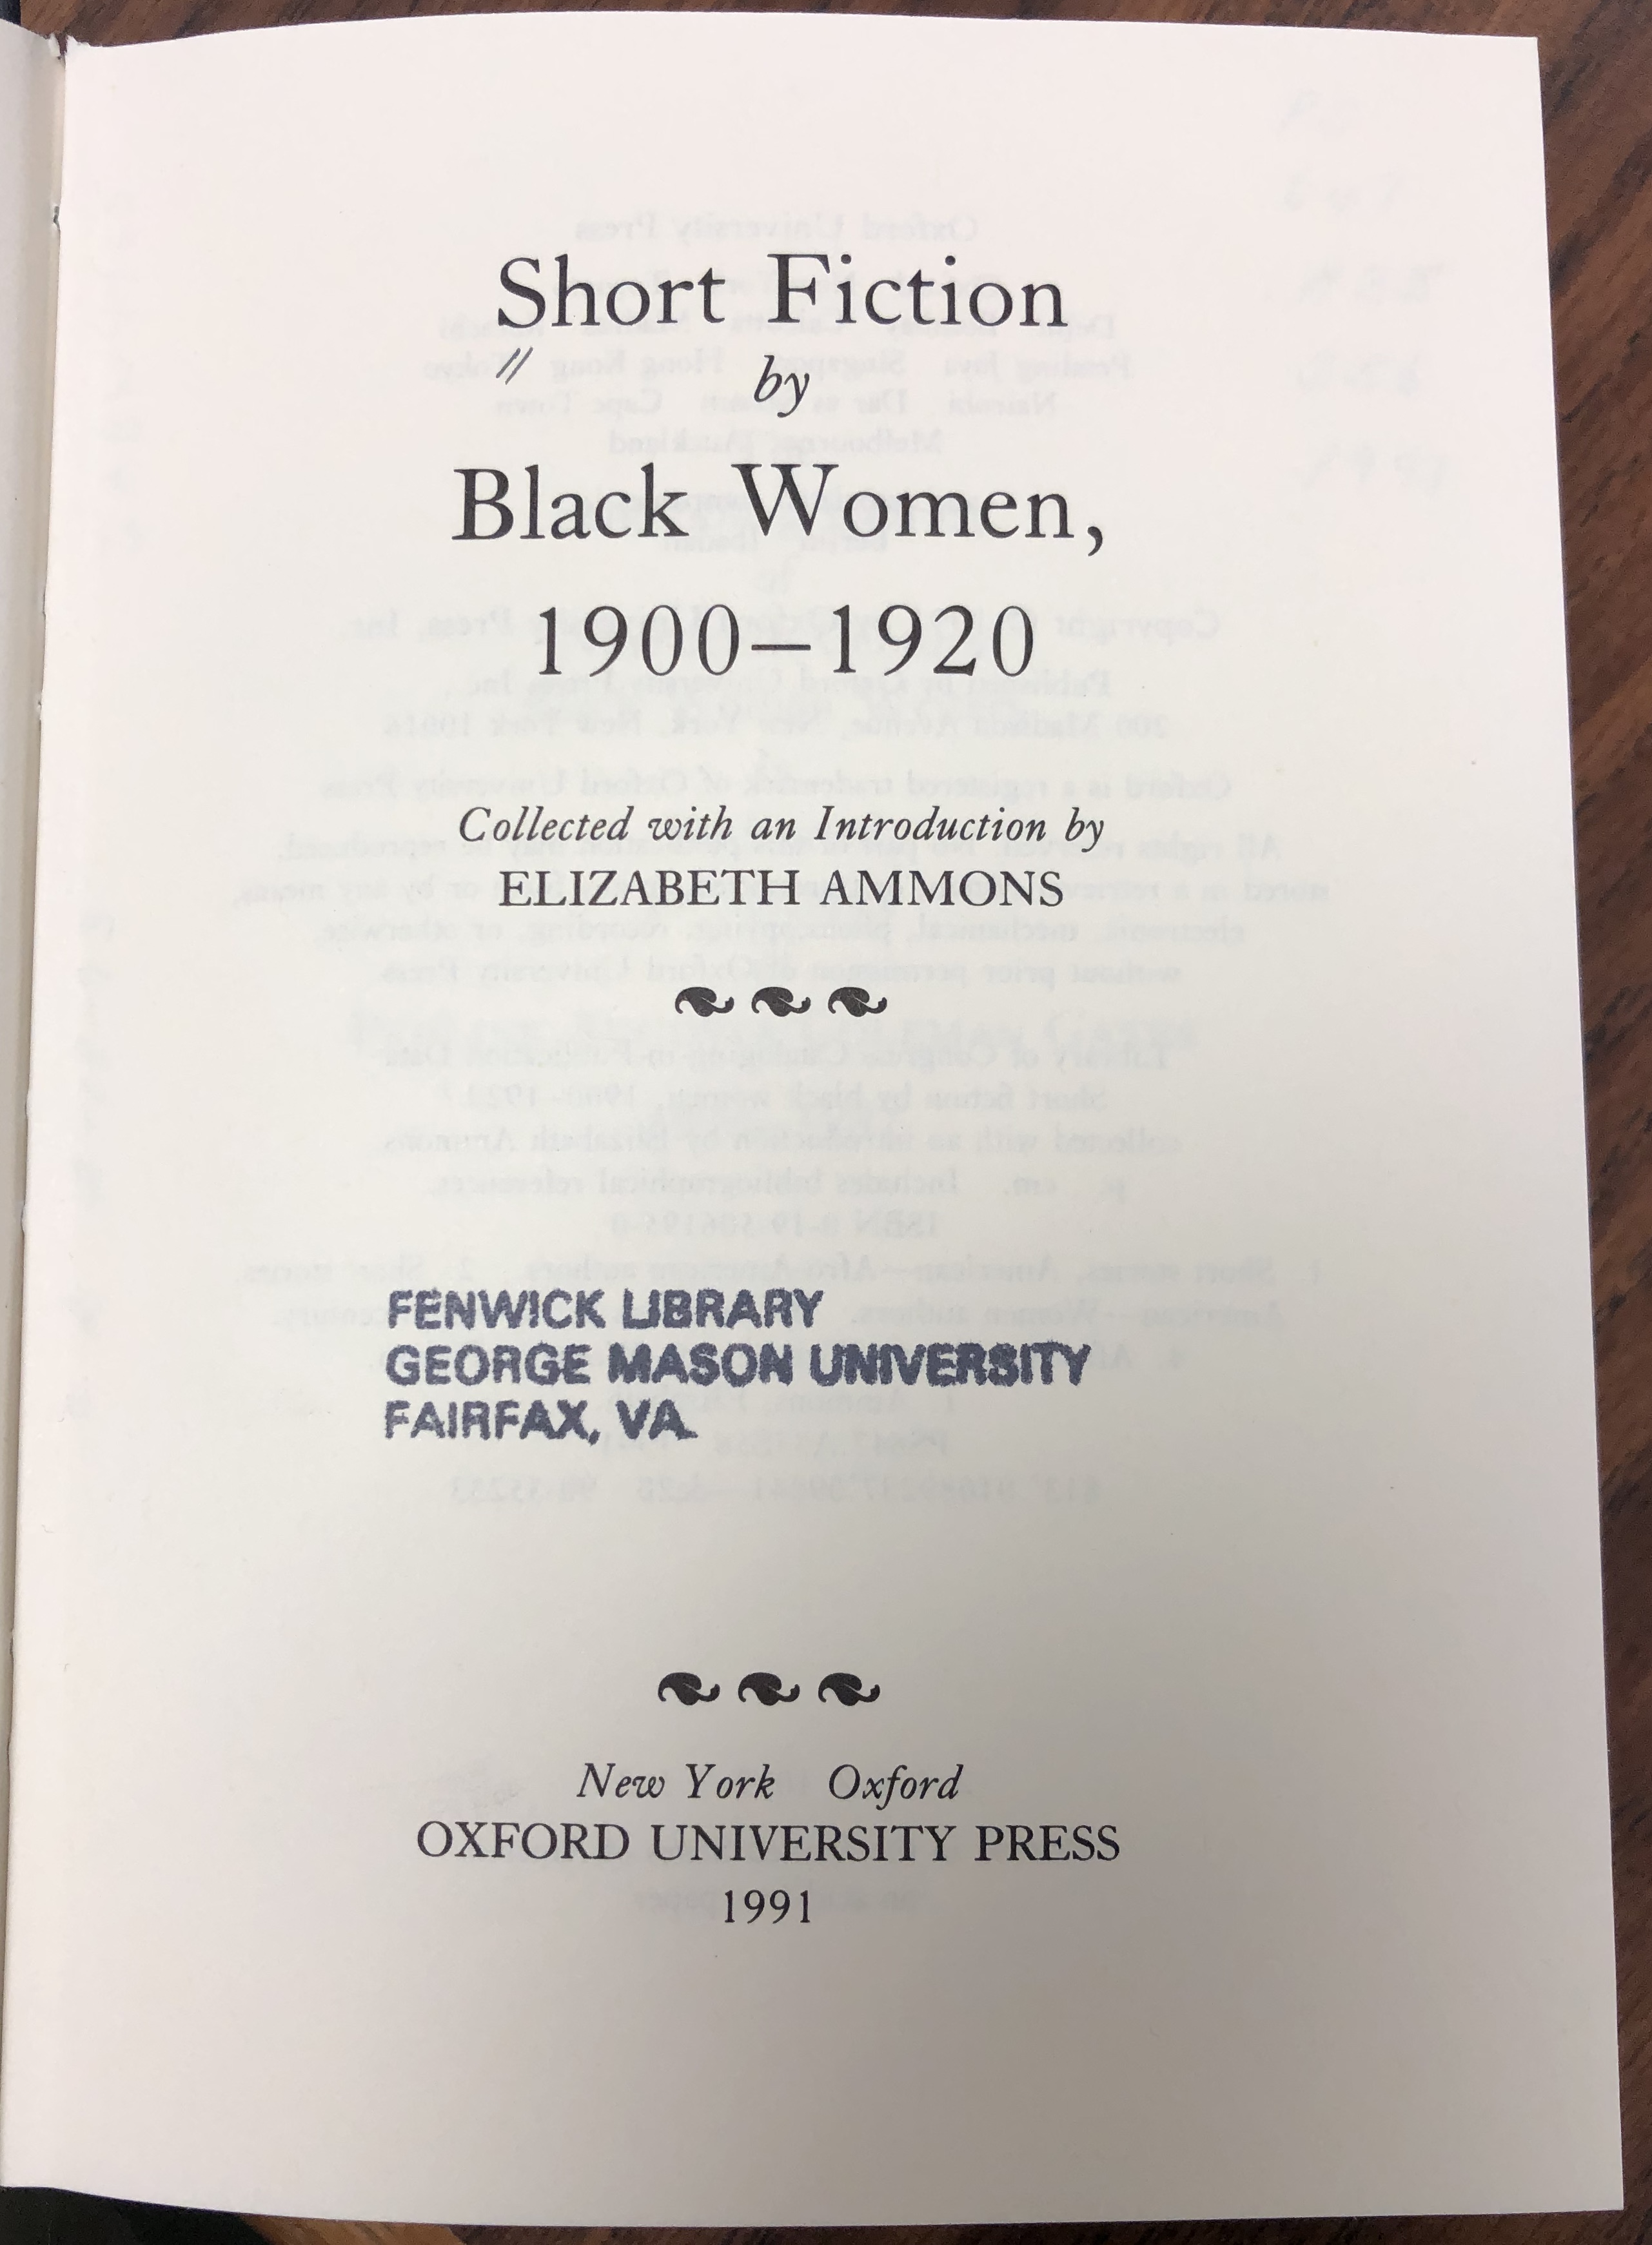 Short Fiction
by
Black Women,
1900–1920
Collected with an Introduction by
ELIZABETH AMMONS
FENWICK LIBRARY
GEORGE MASON UNIVERSITY
FAIRFAX, VA.
New York Oxford
OXFORD UNIVERSITY PRESS
1991